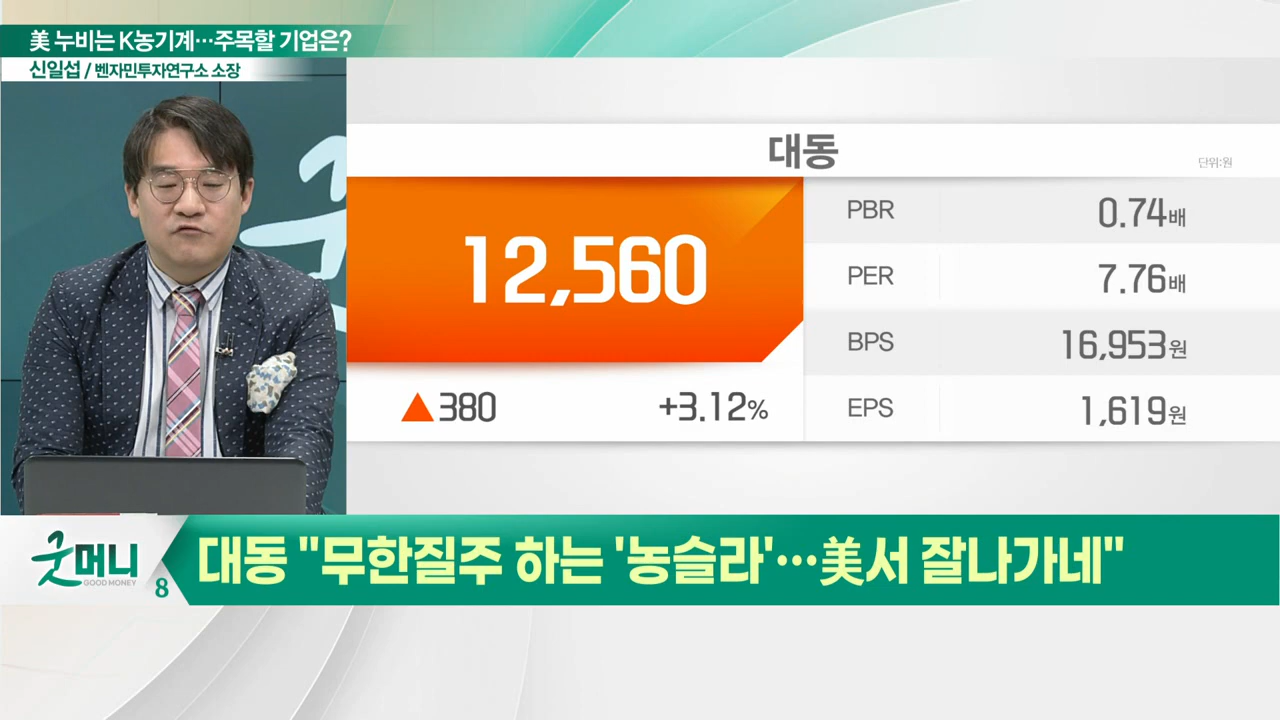 美 누비는 K농기계…주목할 기업은?
신일섭 / 벤자민투자연구소 소장
대동
단위:원
12,560
▲380 +3.12%
PBR 0.74배
PER 7.76배
BPS 16,953원
EPS 1,619원
굿머니
GOOD MONEY
8
대동 "무한질주 하는 '농슬라'…美서 잘나가네"